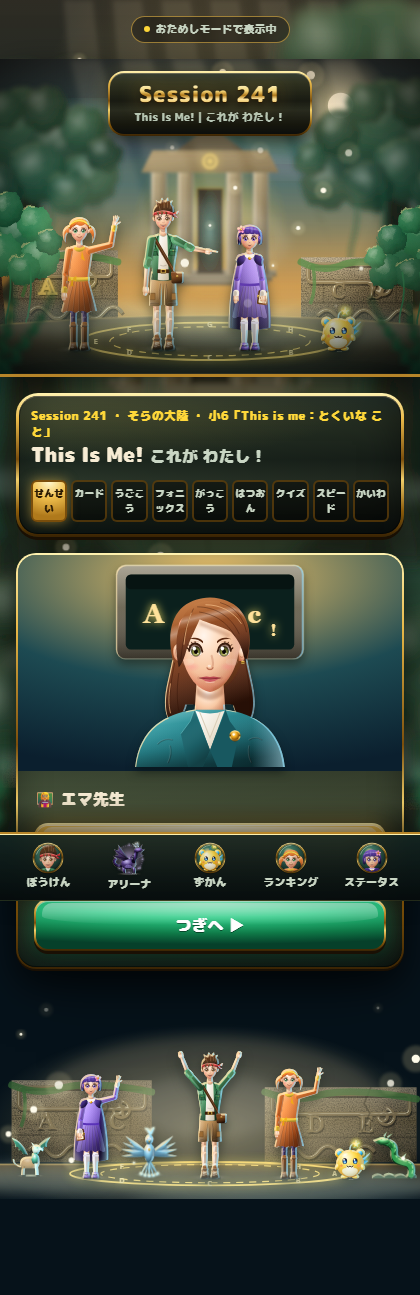 おためしモードで表示中
Session 241
This Is Me! | これが わたし！
A
Session 241 ・ そらの大陸 ・ 小6「This is me：とくいな こ
と」
This Is Me! これが わたし！
せんせ
い
カード
うごこ
う
フォニ
ックス
がっこ
う
はつお
ん
クイズ
スピー
ド
かいわ
A c !
エマ先生
ぼうけん
アリーナ
ずかん
ランキング
ステータス
つぎへ ▶
A C D E